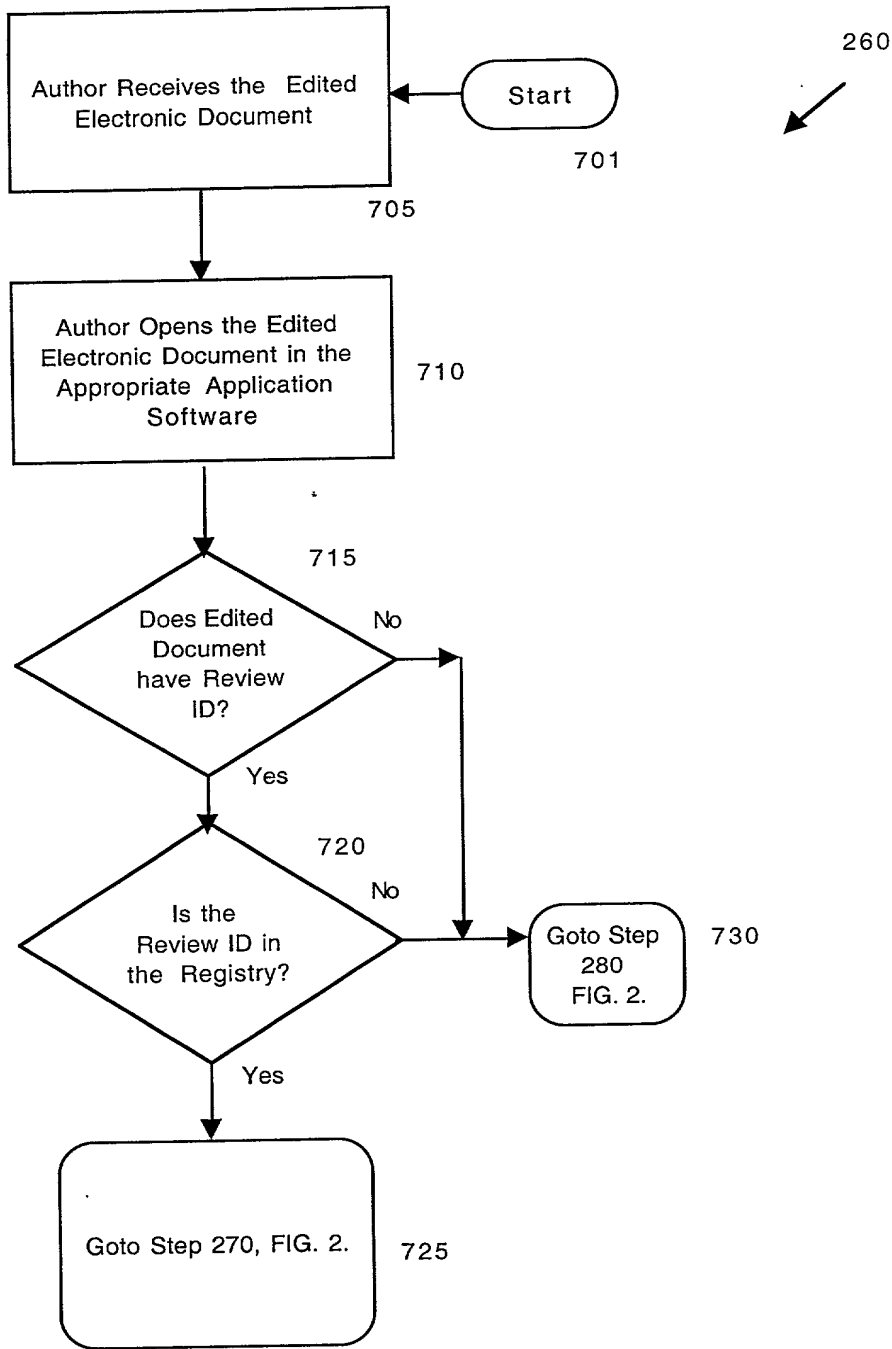 260
Start
701
Author Receives the Edited
Electronic Document
705
Author Opens the Edited
Electronic Document in the
Appropriate Application
Software
710
715
Does Edited
Document
have Review
ID?
No
Yes
720
Is the
Review ID in
the Registry?
No
Yes
Goto Step
280
FIG. 2.
730
Goto Step 270, FIG. 2.
725